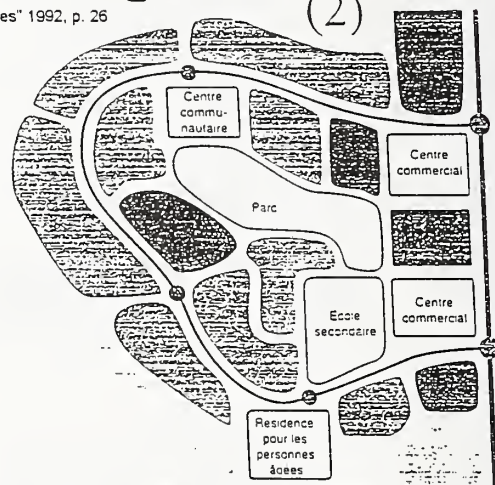 (2)
es" 1992, p. 26
Centre
commu-
nautaire
Centre
commercial
Parc
Ecole
secondaire
Centre
commercial
Residence
pour les
personnes
âgees